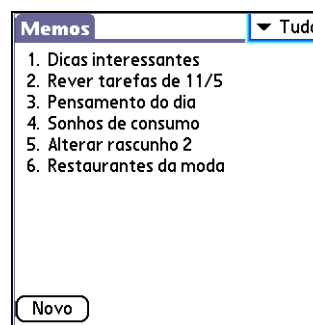 Memos
Tudo
1. Dicas interessantes
2. Rever tarefas de 11/5
3. Pensamento do dia
4. Sonhos de consumo
5. Alterar rascunho 2
6. Restaurantes da moda
Novo